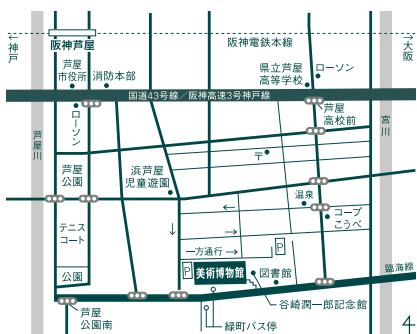 ←神戸
阪神芦屋
阪神電鉄本線
大阪→
芦屋
市役所
消防本部
県立芦屋
高等学校
ローソン
国道43号線／阪神高速3号神戸線
ローソン
芦屋
高校前
芦屋川
宮川
〒
芦屋
公園
浜芦屋
児童遊園
温泉
コープ
こうべ
テニス
コート
←
↓
→
一方通行→
P
公園
P
美術博物館
図書館
臨海線
谷崎潤一郎記念館
芦屋
公園南
緑町バス停
4